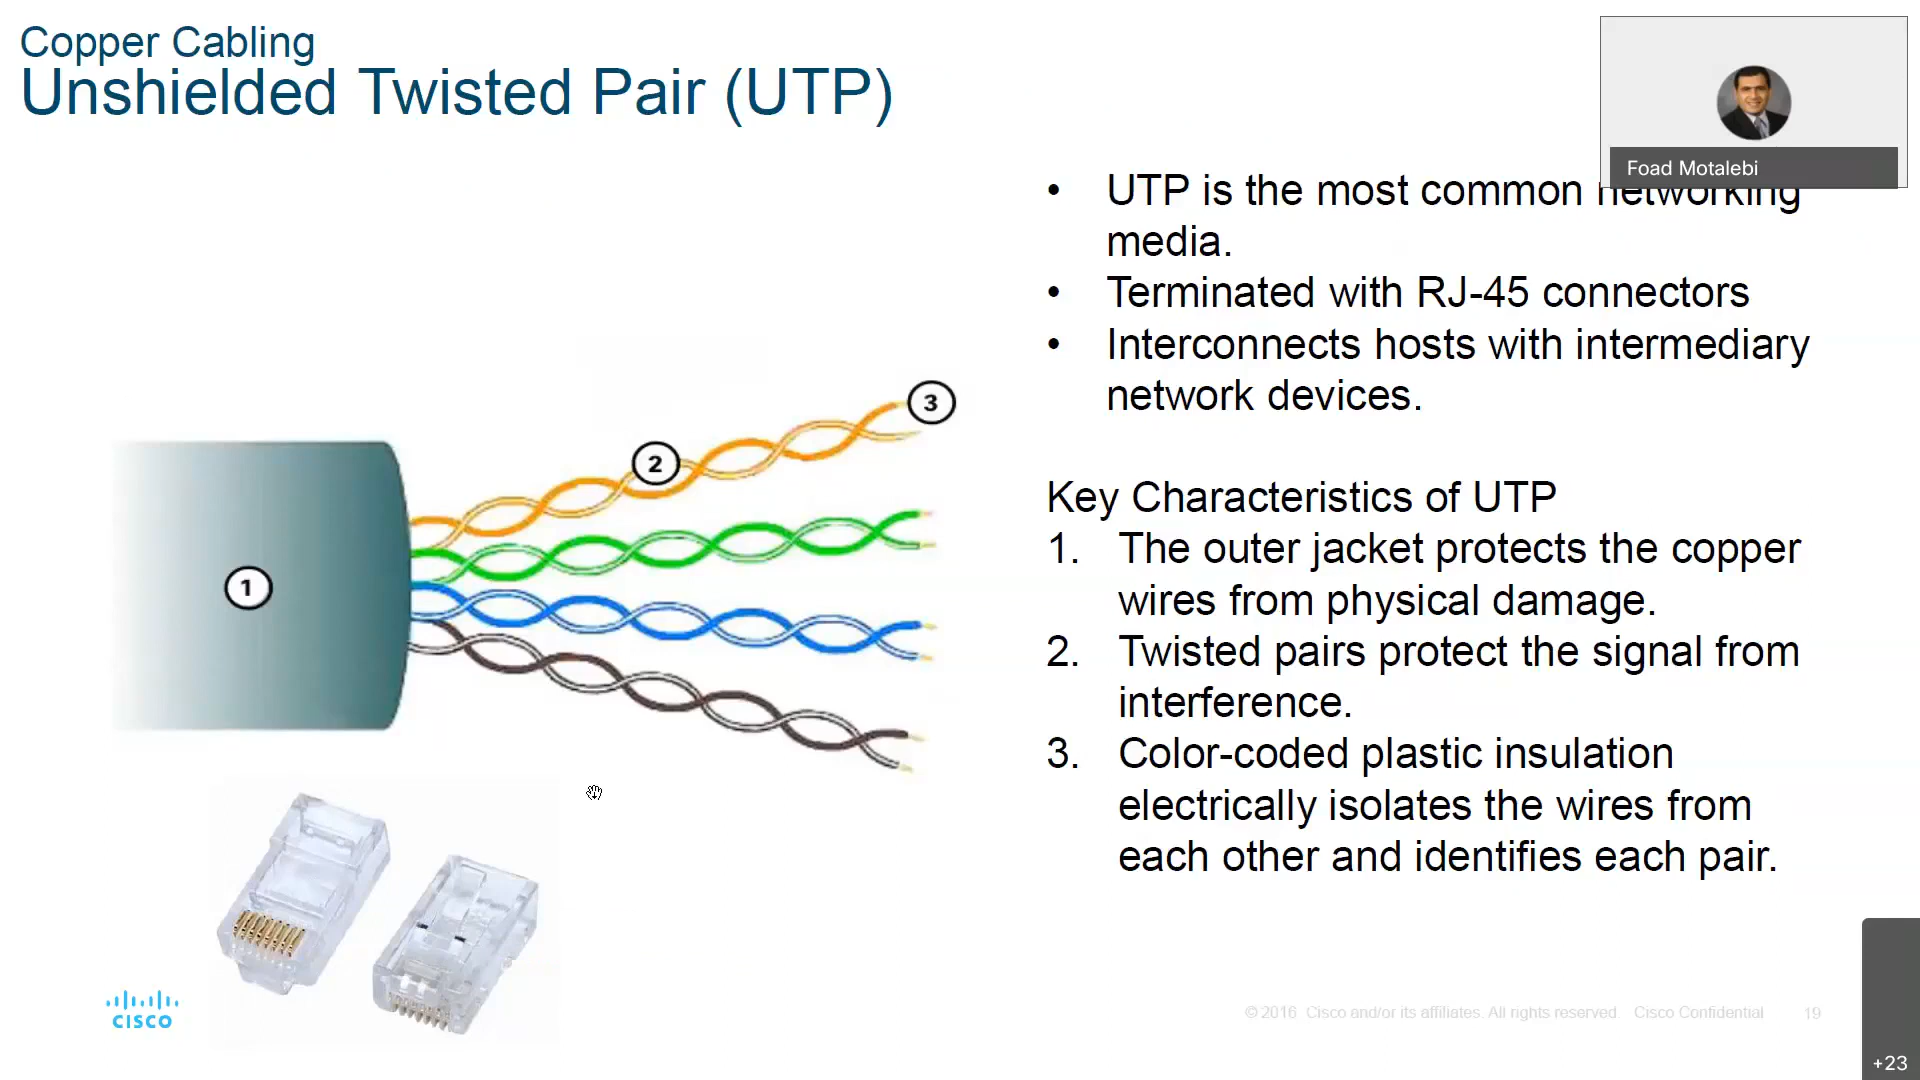 Copper Cabling
Unshielded Twisted Pair (UTP)
Foad Motalebi
• UTP is the most common networking
media.
• Terminated with RJ-45 connectors
• Interconnects hosts with intermediary
network devices.
Key Characteristics of UTP
1. The outer jacket protects the copper
wires from physical damage.
2. Twisted pairs protect the signal from
interference.
3. Color-coded plastic insulation
electrically isolates the wires from
each other and identifies each pair.
3
2
1
CISCO
© 2016 Cisco and/or its affiliates. All rights reserved. Cisco Confidential 19
+23